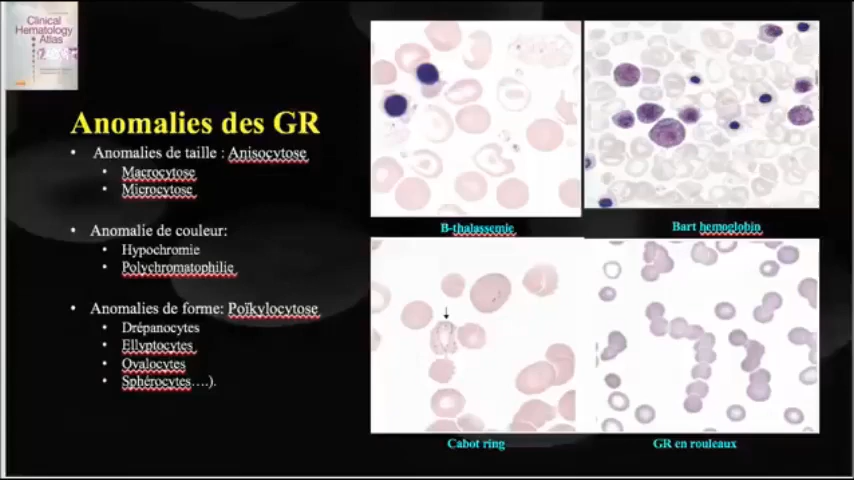 Clinical
Hematology
Atlas
Anomalies des GR
• Anomalies de taille : Anisocytose
• Macrocytose
• Microcytose
• Anomalie de couleur:
• Hypochromie
• Polychromatophilie
• Anomalies de forme: Poïkylocytose
• Drépanocytes
• Ellyptocytes
• Ovalocytes
• Sphérocytes….).
B-thalassemie
Bart hemoglobin
Cabot ring
GR en rouleaux